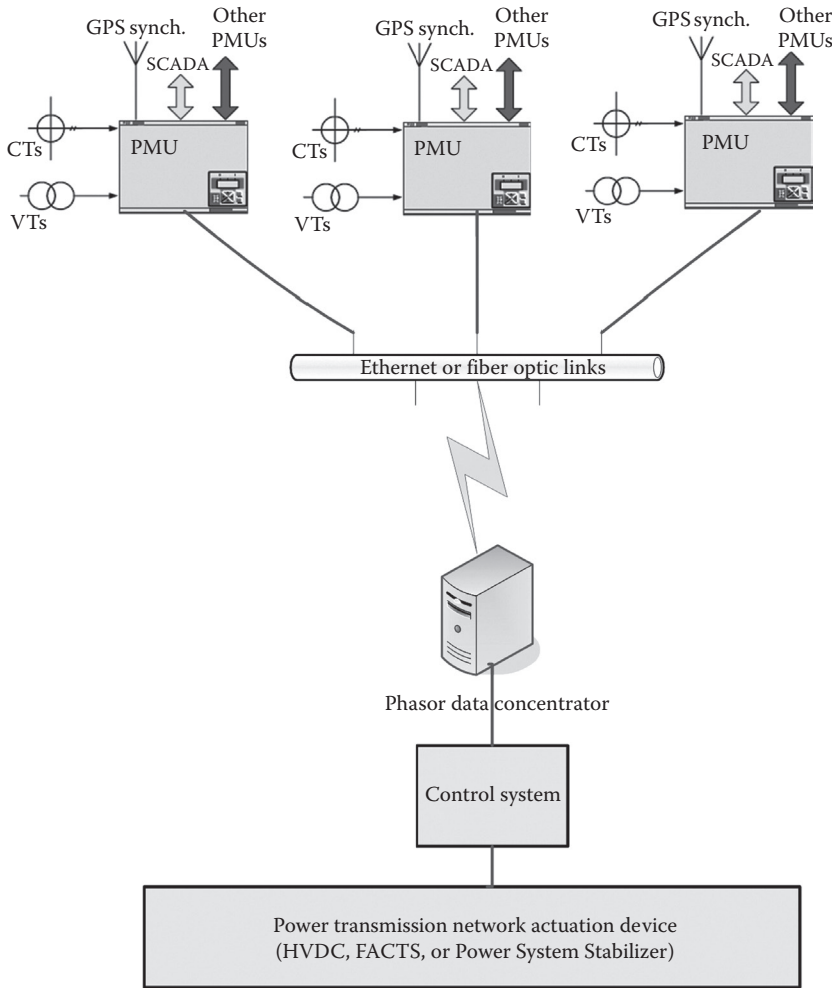 GPS synch.
Other
PMUs
SCADA
CTs
PMU
VTs
GPS synch.
Other
PMUs
SCADA
CTs
PMU
VTs
GPS synch.
Other
PMUs
SCADA
CTs
PMU
VTs
Ethernet or fiber optic links
Phasor data concentrator
Control system
Power transmission network actuation device
(HVDC, FACTS, or Power System Stabilizer)